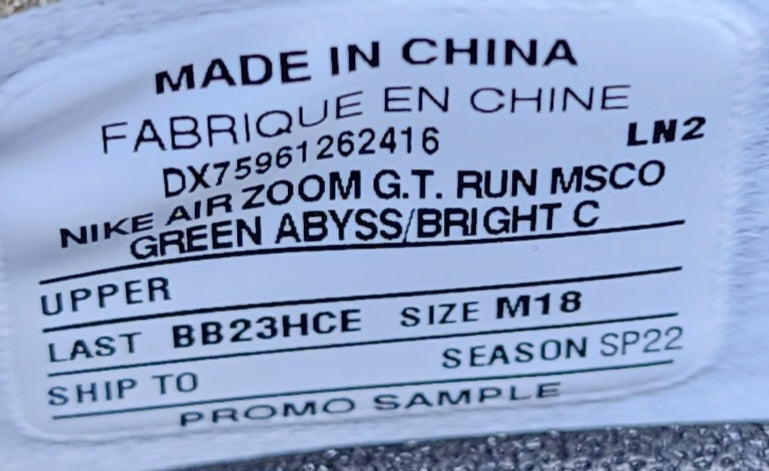 MADE IN CHINA
FABRIQUE EN CHINE
DX75961262416 LN2
NIKE AIR ZOOM G.T. RUN MSCO
GREEN ABYSS/BRIGHT C
UPPER
LAST BB23HCE SIZE M18
SHIP TO SEASON SP22
PROMO SAMPLE